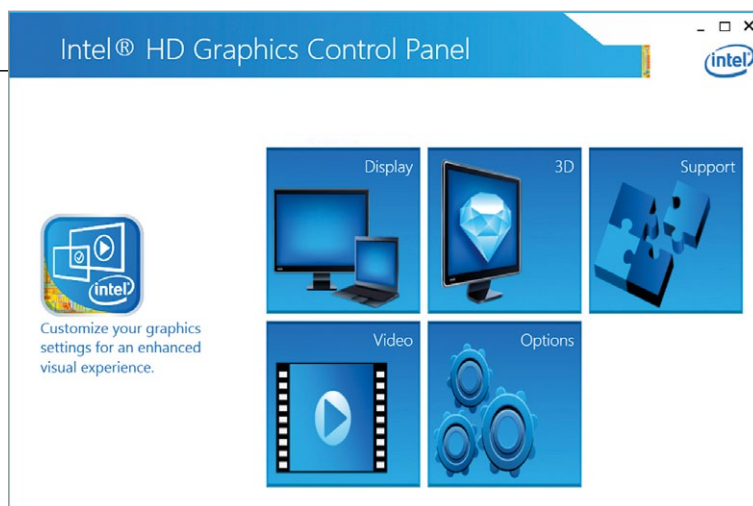 Intel® HD Graphics Control Panel
intel
Display
3D
Support
intel
Customize your graphics
settings for an enhanced
visual experience.
Video
Options